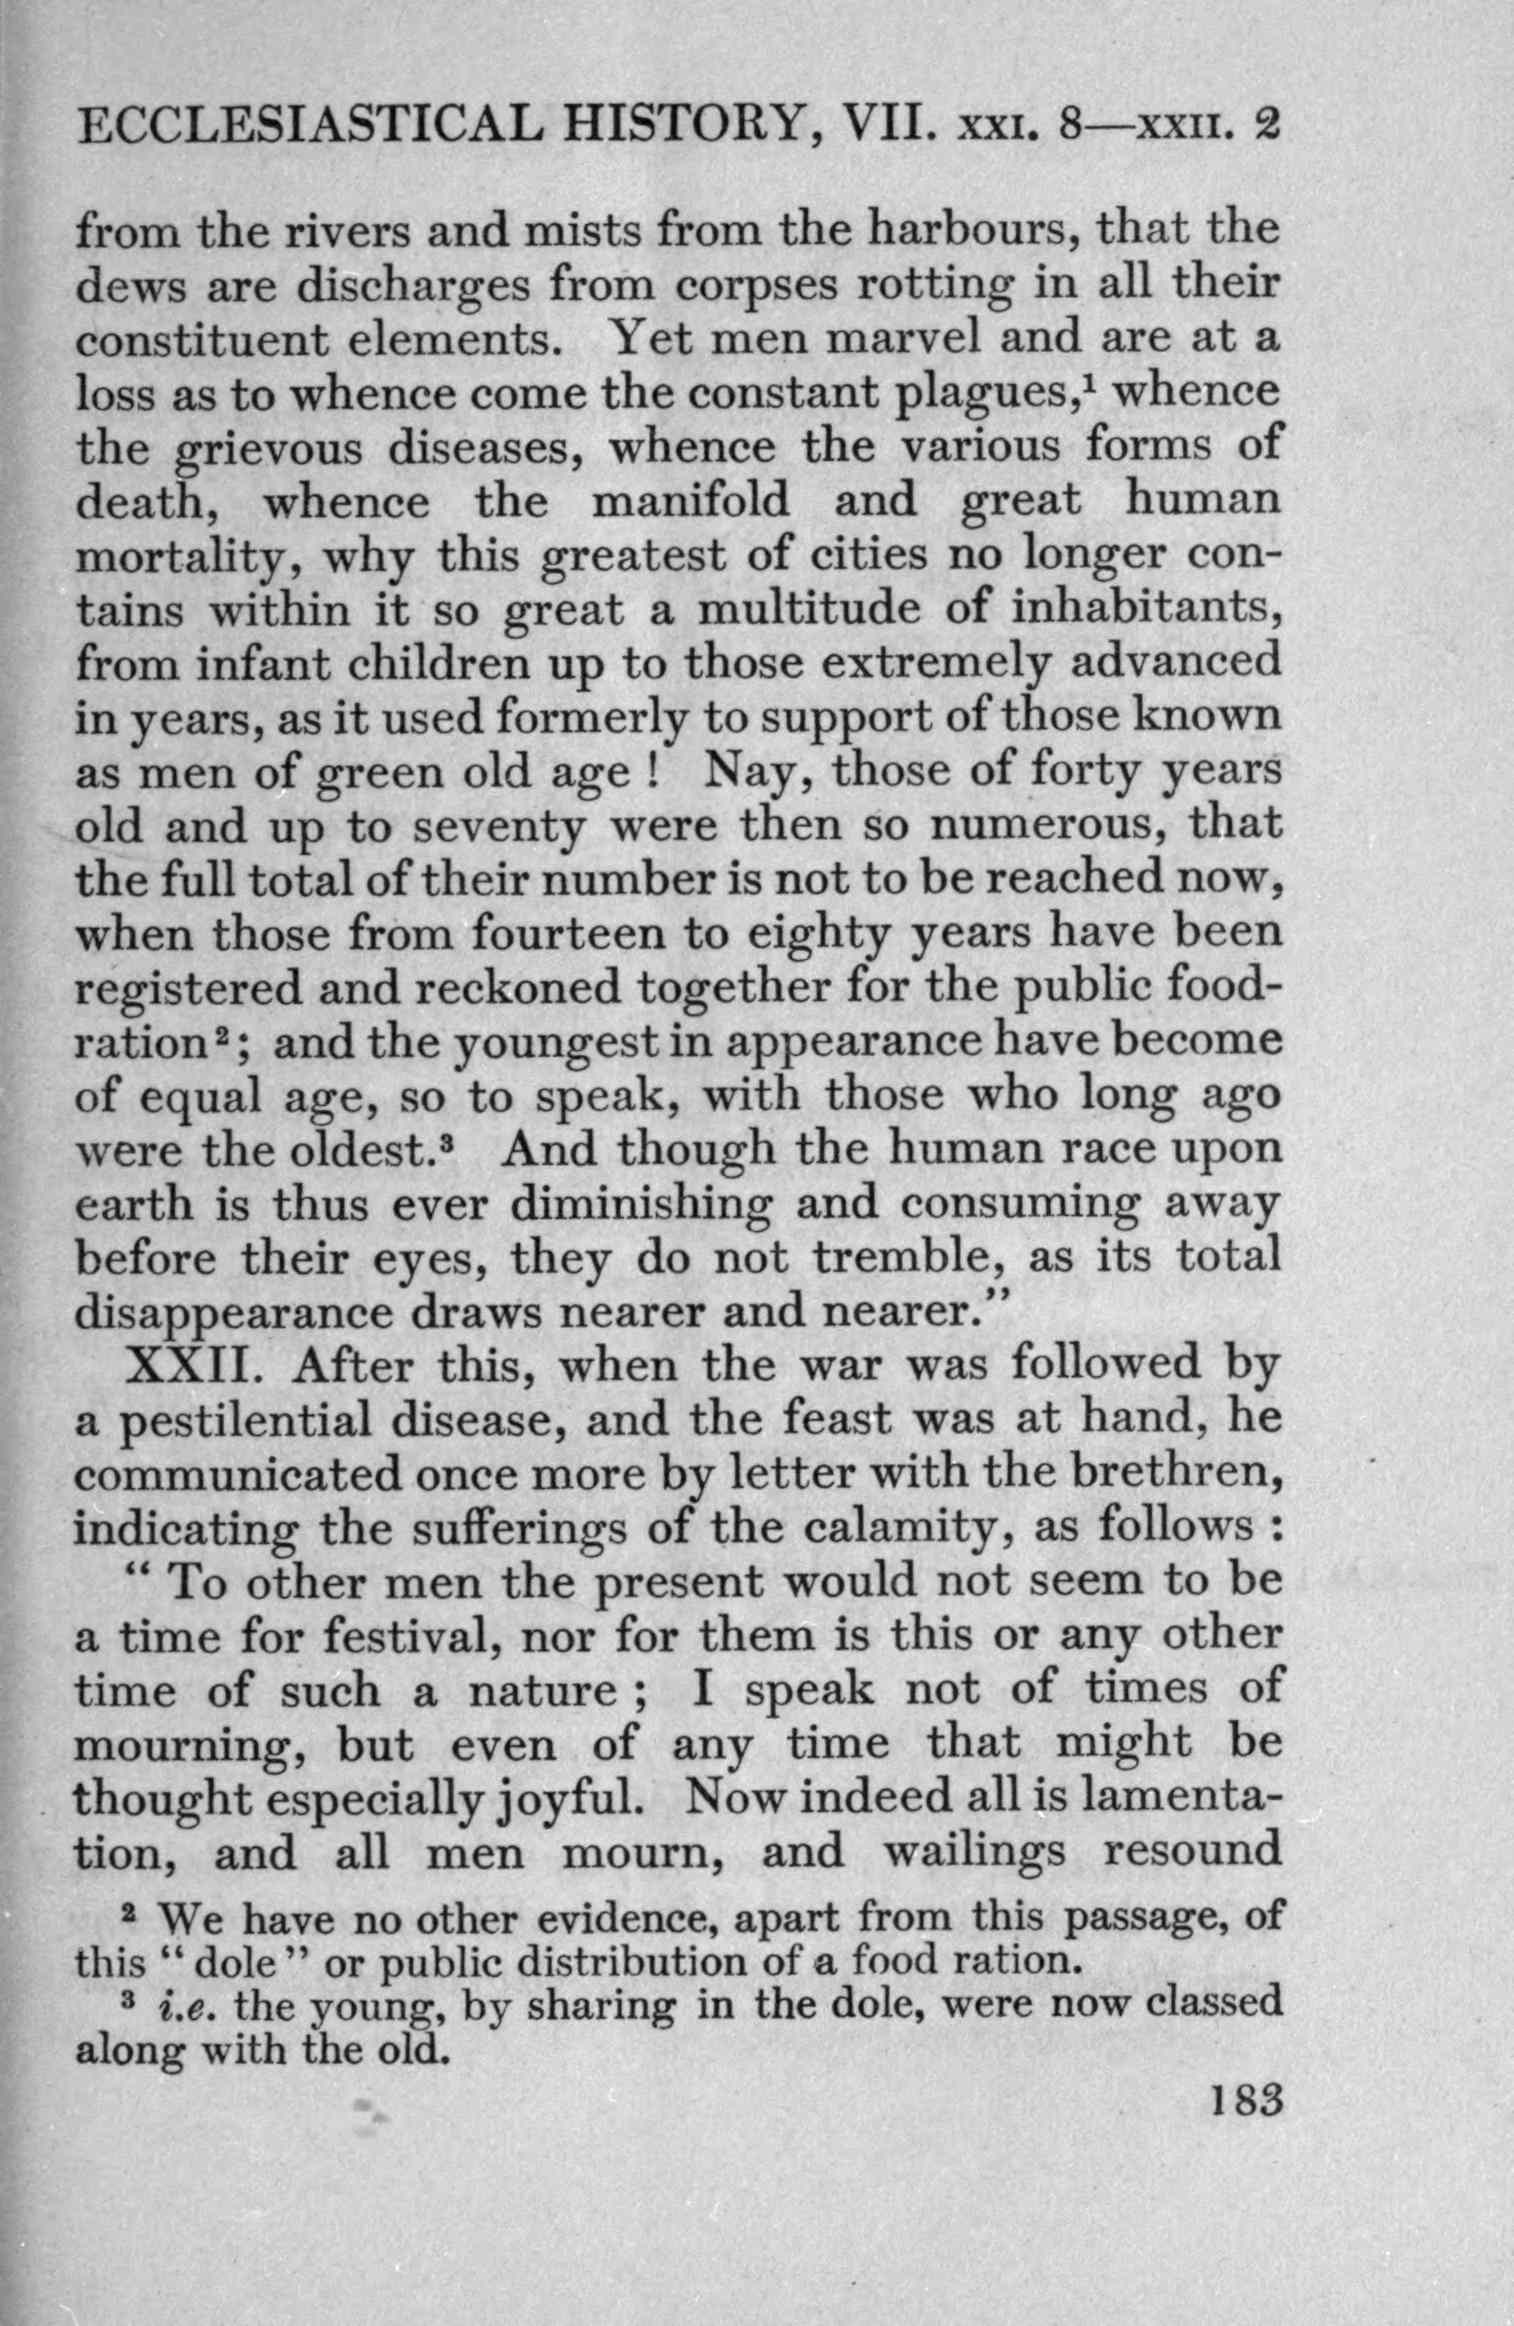 ECCLESIASTICAL HISTORY, VII. XXI. 8—XXII. 2
from the rivers and mists from the harbours, that the
dews are discharges from corpses rotting in all their
constituent elements. Yet men marvel and are at a
loss as to whence come the constant plagues,¹ whence
the grievous diseases, whence the various forms of
death, whence the manifold and great human
mortality, why this greatest of cities no longer con-
tains within it so great a multitude of inhabitants,
from infant children up to those extremely advanced
in years, as it used formerly to support of those known
as men of green old age ! Nay, those of forty years
old and up to seventy were then so numerous, that
the full total of their number is not to be reached now,
when those from fourteen to eighty years have been
registered and reckoned together for the public food-
ration²; and the youngest in appearance have become
of equal age, so to speak, with those who long ago
were the oldest.³ And though the human race upon
earth is thus ever diminishing and consuming away
before their eyes, they do not tremble, as its total
disappearance draws nearer and nearer.”
XXII. After this, when the war was followed by
a pestilential disease, and the feast was at hand, he
communicated once more by letter with the brethren,
indicating the sufferings of the calamity, as follows :
“ To other men the present would not seem to be
a time for festival, nor for them is this or any other
time of such a nature ; I speak not of times of
mourning, but even of any time that might be
thought especially joyful. Now indeed all is lamenta-
tion, and all men mourn, and wailings resound
² We have no other evidence, apart from this passage, of
this “ dole ” or public distribution of a food ration.
³ i.e. the young, by sharing in the dole, were now classed
along with the old.
183